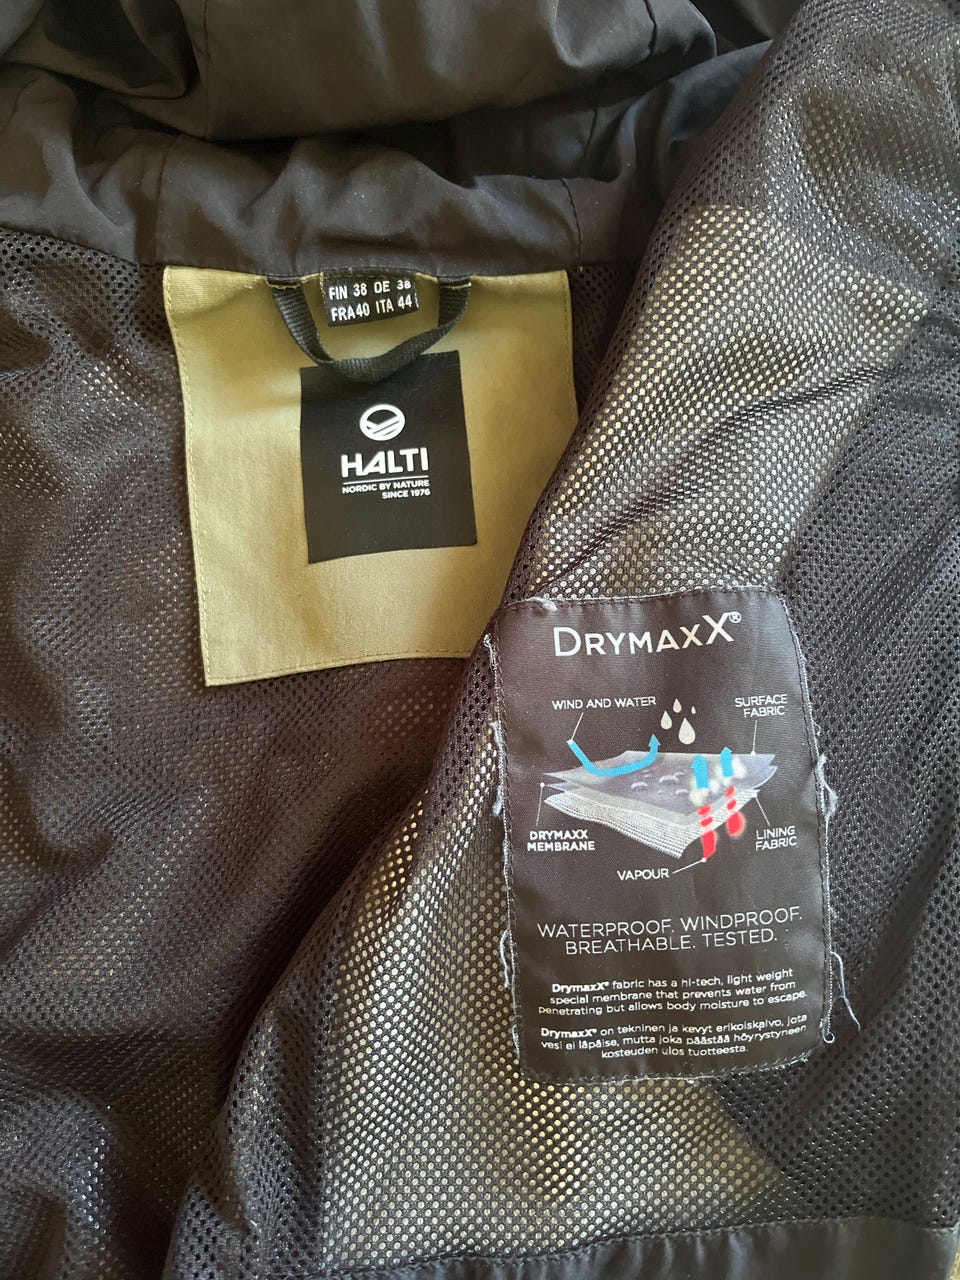 FIN 38 DE 38
FRA40 ITA 44
HALTI
NORDIC BY NATURE
SINCE 1976
DRYMAXX®
WIND AND WATER
SURFACE
FABRIC
DRYMAXX
MEMBRANE
LINING
FABRIC
VAPOUR
WATERPROOF. WINDPROOF.
BREATHABLE. TESTED.
DrymaxX® fabric has a hi-tech, light weight
special membrane that prevents water from
penetrating but allows body moisture to escape.
DrymaxX® on tekninen ja kevyt erikoiskalvo, jota
vesi ei läpäise, mutta joka päästää höyrystyneen
kosteuden ulos tuotteesta.